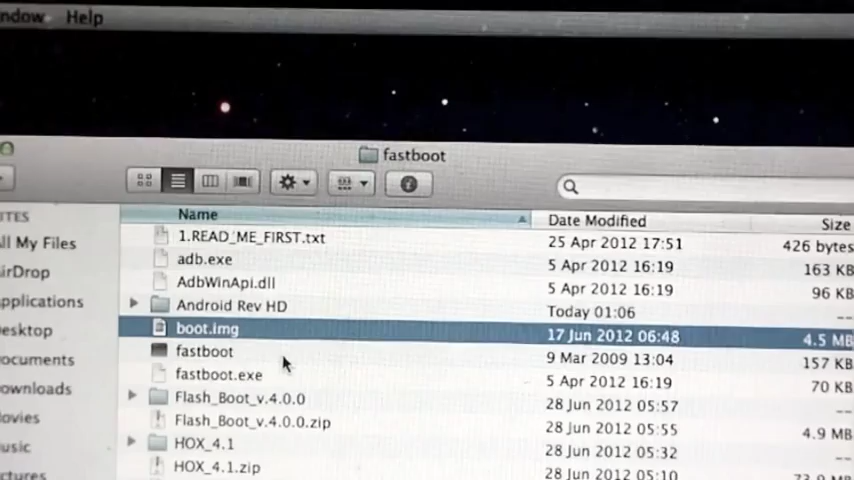 ndow Help
fastboot
Name Date Modified Size
ITES
ll My Files
irDrop
pplications
esktop
ocuments
ownloads
ovies
usic
ctures
1.READ_ME_FIRST.txt 25 Apr 2012 17:51 426 bytes
adb.exe 5 Apr 2012 16:19 163 KB
AdbWinApi.dll 5 Apr 2012 16:19 96 KB
Android Rev HD Today 01:06 --
boot.img 17 Jun 2012 06:48 4.5 MB
fastboot 9 Mar 2009 13:04 157 KB
fastboot.exe 5 Apr 2012 16:19 70 KB
Flash_Boot_v.4.0.0 28 Jun 2012 05:57 --
Flash_Boot_v.4.0.0.zip 28 Jun 2012 05:55 4.9 MB
HOX_4.1 28 Jun 2012 05:32 --
HOX_4.1.zip 28 Jun 2012 05:10